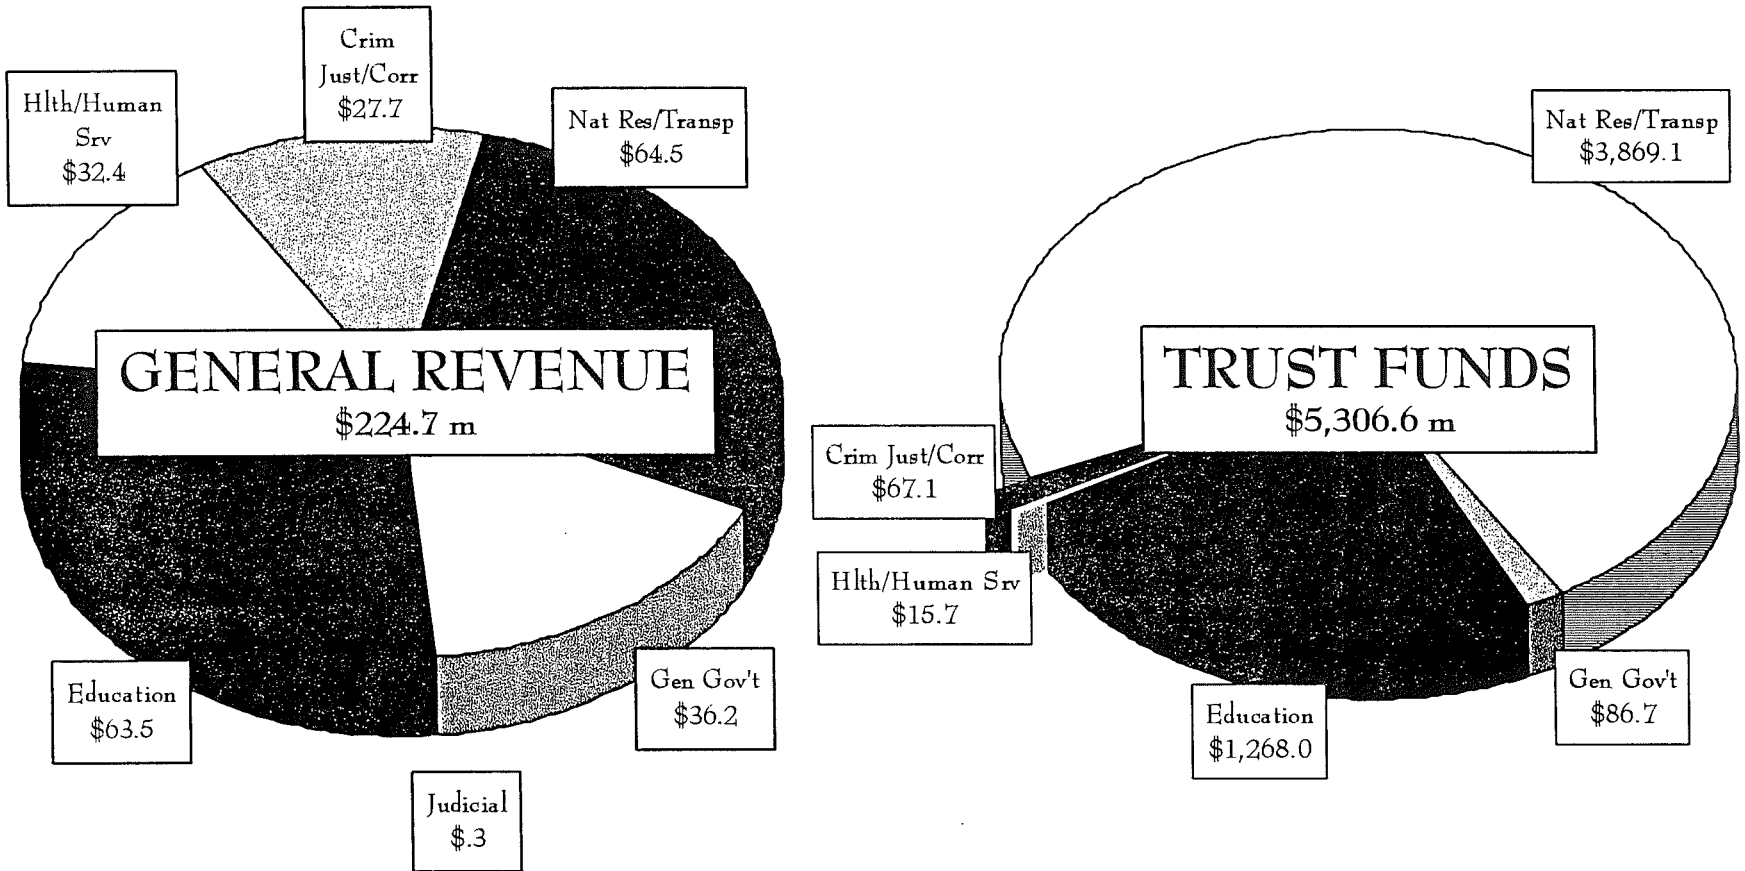 Crim
Just/Corr
$27.7
Hlth/Human
Srv
$32.4
Nat Res/Transp
$64.5
GENERAL REVENUE
$224.7 m
Education
$63.5
Gen Gov't
$36.2
Judicial
$.3
Nat Res/Transp
$3,869.1
TRUST FUNDS
$5,306.6 m
Crim Just/Corr
$67.1
Hlth/Human Srv
$15.7
Education
$1,268.0
Gen Gov't
$86.7